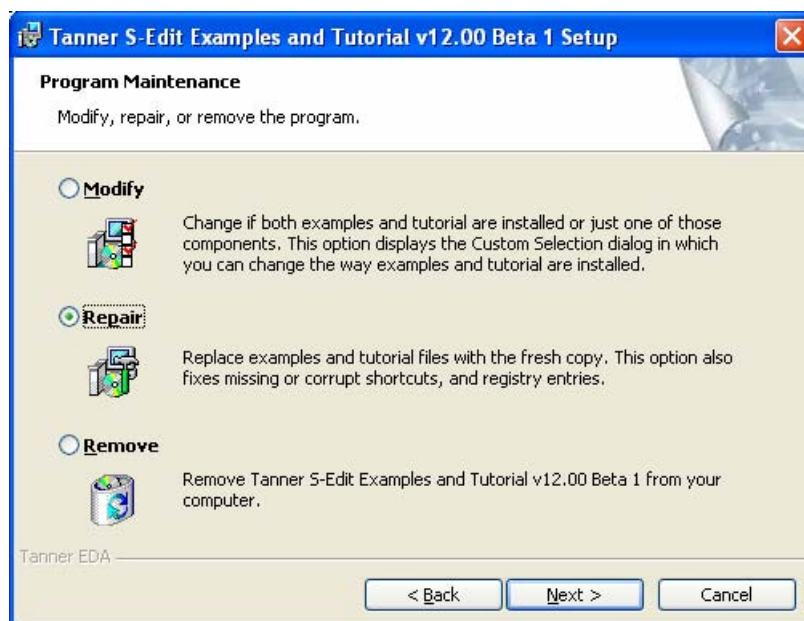 Tanner S-Edit Examples and Tutorial v12.00 Beta 1 Setup
Program Maintenance
Modify, repair, or remove the program.
Modify
Change if both examples and tutorial are installed or just one of those
components. This option displays the Custom Selection dialog in which
you can change the way examples and tutorial are installed.
Repair
Replace examples and tutorial files with the fresh copy. This option also
fixes missing or corrupt shortcuts, and registry entries.
Remove
Remove Tanner S-Edit Examples and Tutorial v12.00 Beta 1 from your
computer.
Tanner EDA
< Back Next > Cancel